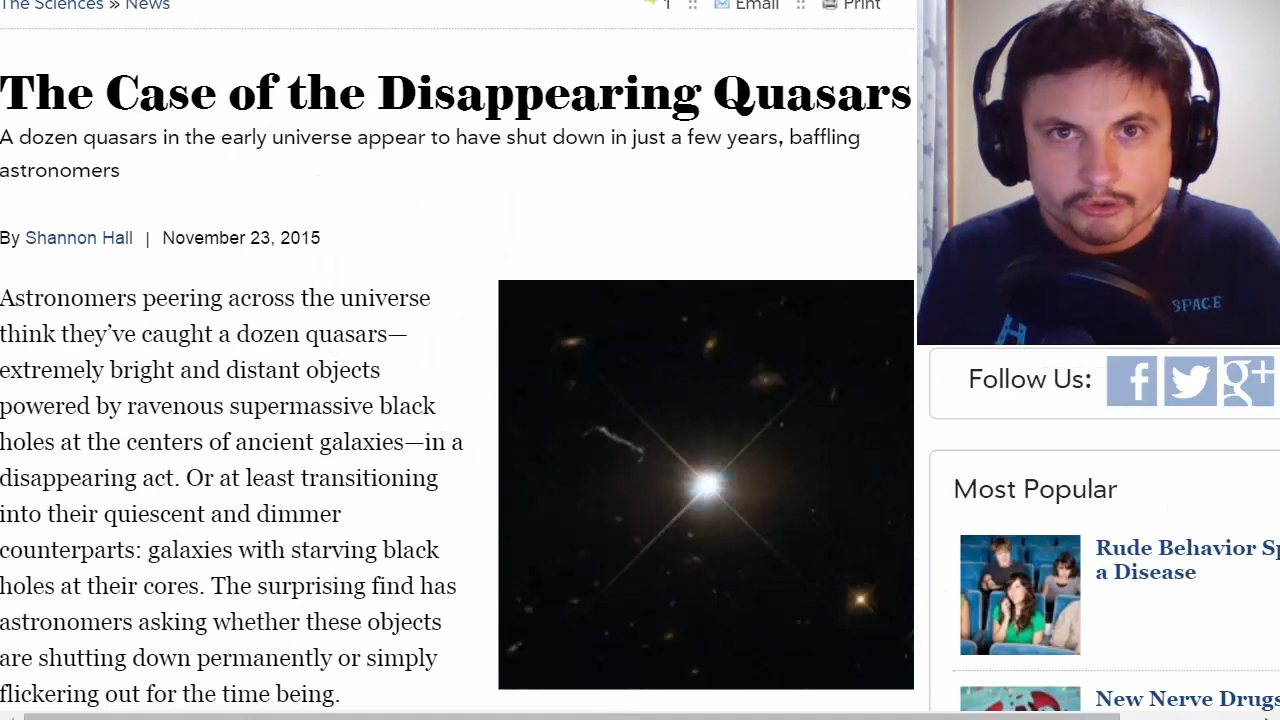 The Sciences » News
1 :: Email :: Print
The Case of the Disappearing Quasars
A dozen quasars in the early universe appear to have shut down in just a few years, baffling
astronomers
By Shannon Hall | November 23, 2015
Astronomers peering across the universe
think they’ve caught a dozen quasars—
extremely bright and distant objects
powered by ravenous supermassive black
holes at the centers of ancient galaxies—in a
disappearing act. Or at least transitioning
into their quiescent and dimmer
counterparts: galaxies with starving black
holes at their cores. The surprising find has
astronomers asking whether these objects
are shutting down permanently or simply
flickering out for the time being.
SPACE
Follow Us: f g+
Most Popular
Rude Behavior Sp
a Disease
New Nerve Drugs